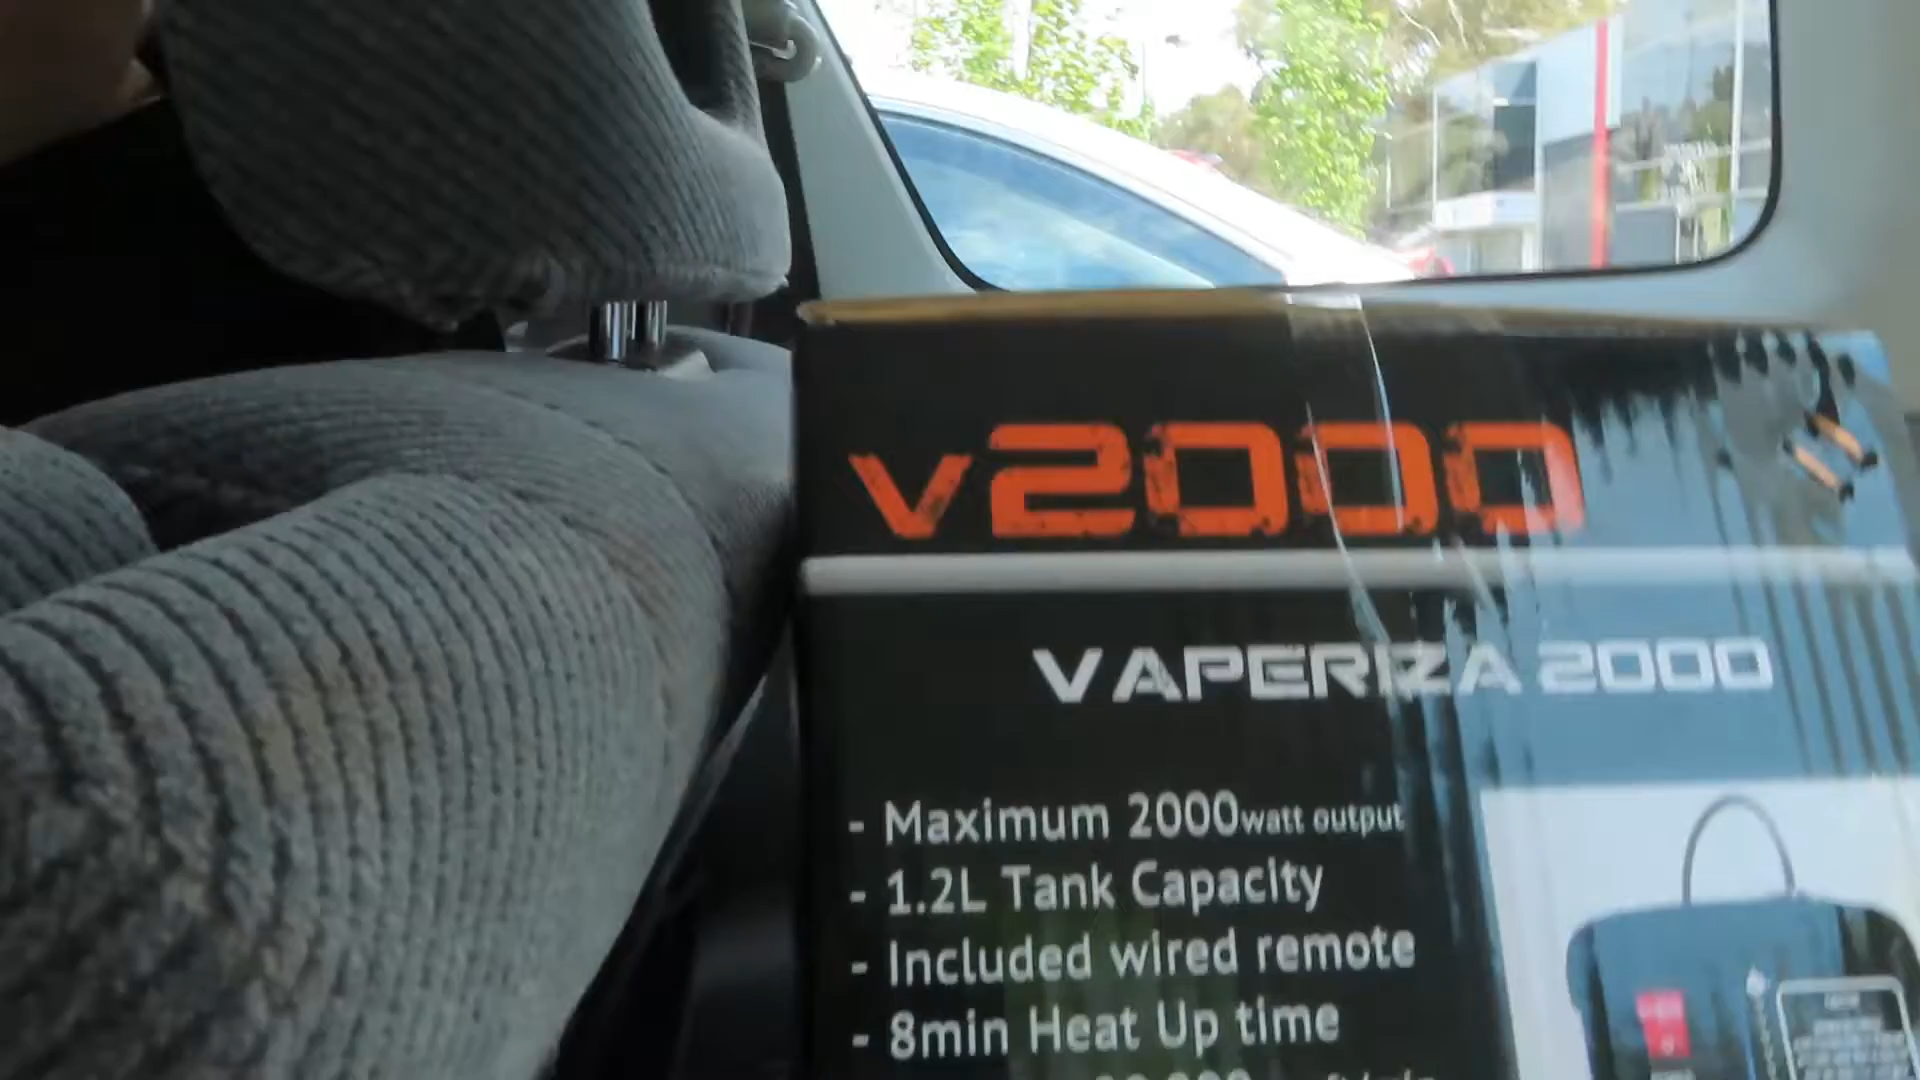 v2000
VAPERIZA 2000
- Maximum 2000watt output
- 1.2L Tank Capacity
- Included wired remote
- 8min Heat Up time